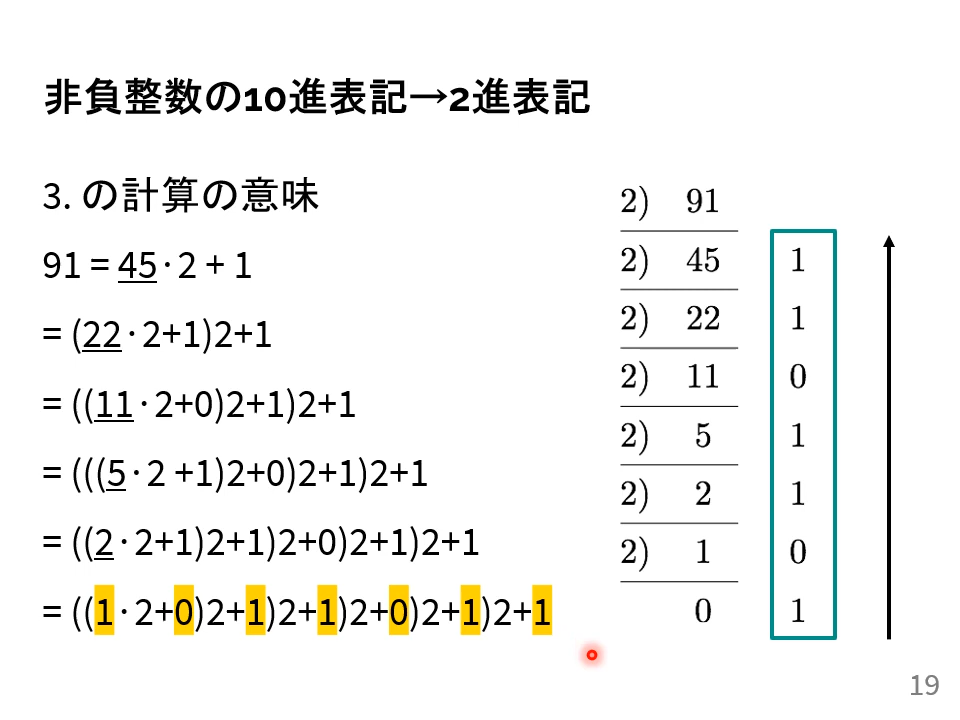 非負整数の10進表記→2進表記
3. の計算の意味
91 = 45·2 + 1
= (22·2+1)2+1
= ((11·2+0)2+1)2+1
= (((5·2 +1)2+0)2+1)2+1
= ((2·2+1)2+1)2+0)2+1)2+1
= ((1·2+0)2+1)2+1)2+0)2+1)2+1
2) 91
2) 45 1
2) 22 1
2) 11 0
2) 5 1
2) 2 1
2) 1 0
0 1
19